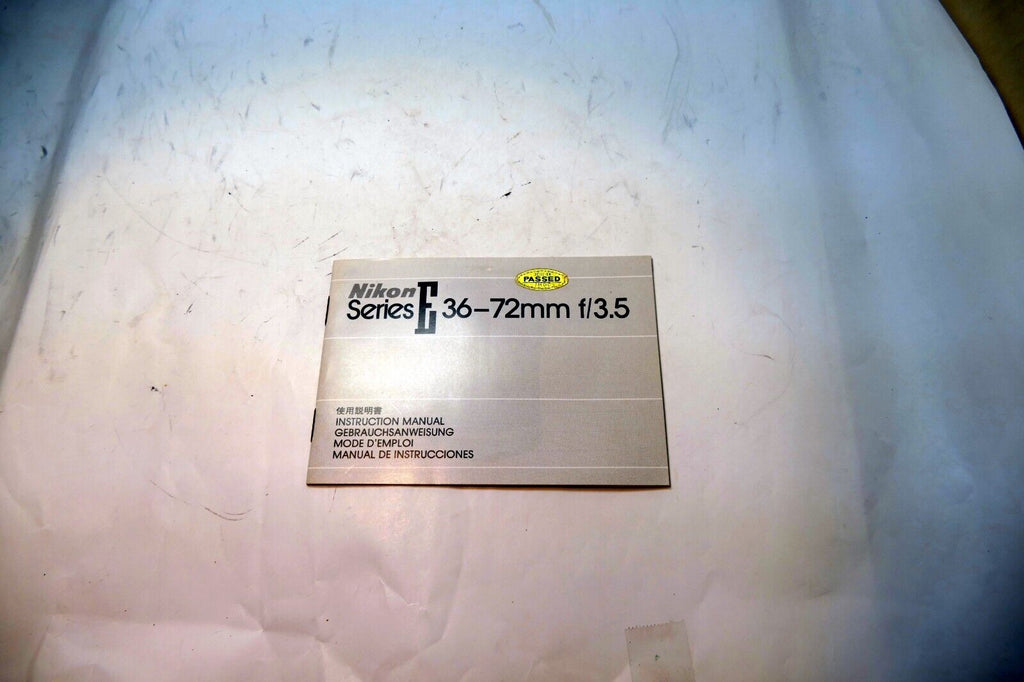 PASSED
Nikon
Series E 36–72mm f/3.5
使用説明書
INSTRUCTION MANUAL
GEBRAUCHSANWEISUNG
MODE D'EMPLOI
MANUAL DE INSTRUCCIONES